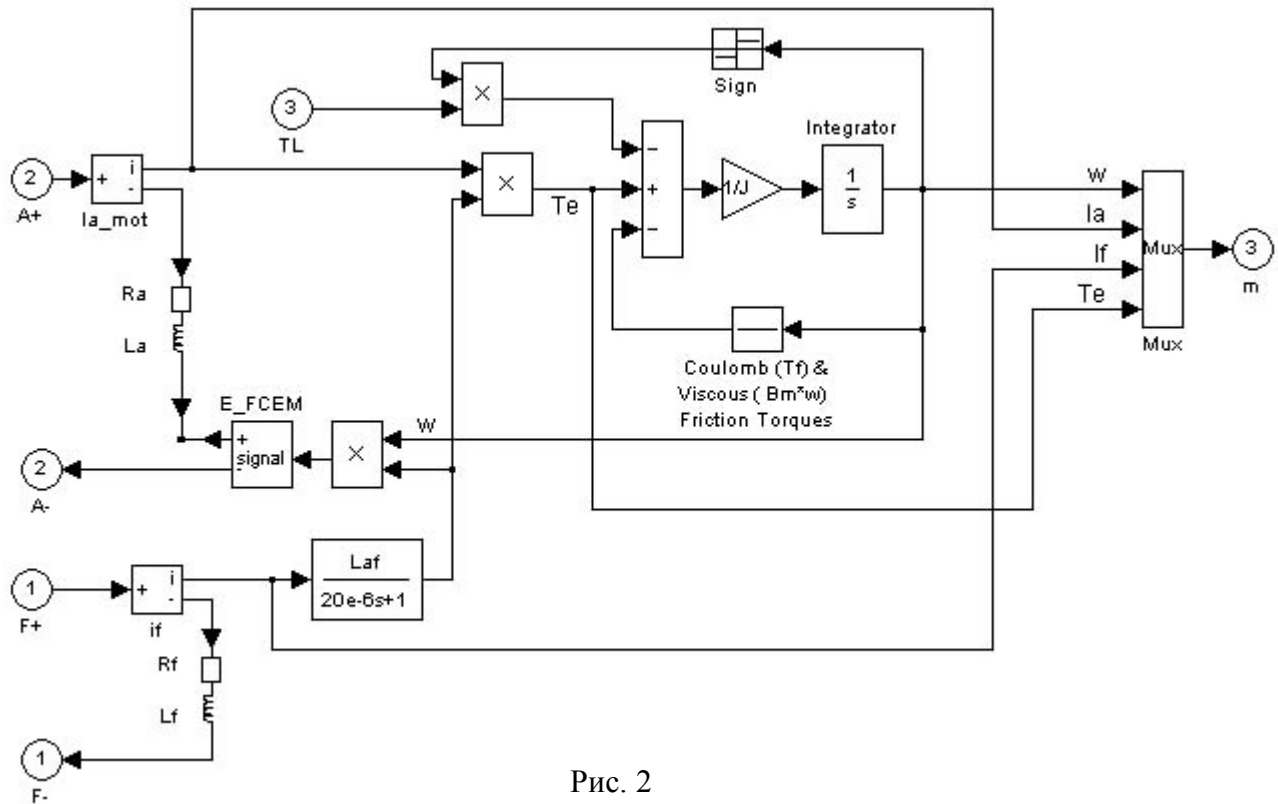 Sign
×
3
TL
Integrator
2
A+
+
i
-
Ia_mot
×
Te
−
+
−
1/J
1
s
W
Ia
If
Te
Mux
Mux
3
m
Ra
La
Coulomb (Tf) &
Viscous ( Bm*w)
Friction Torques
E_FCEM
+
signal
-
×
W
2
A-
1
F+
+
i
-
if
Laf
20e-6s+1
Rf
Lf
1
F-
Рис. 2